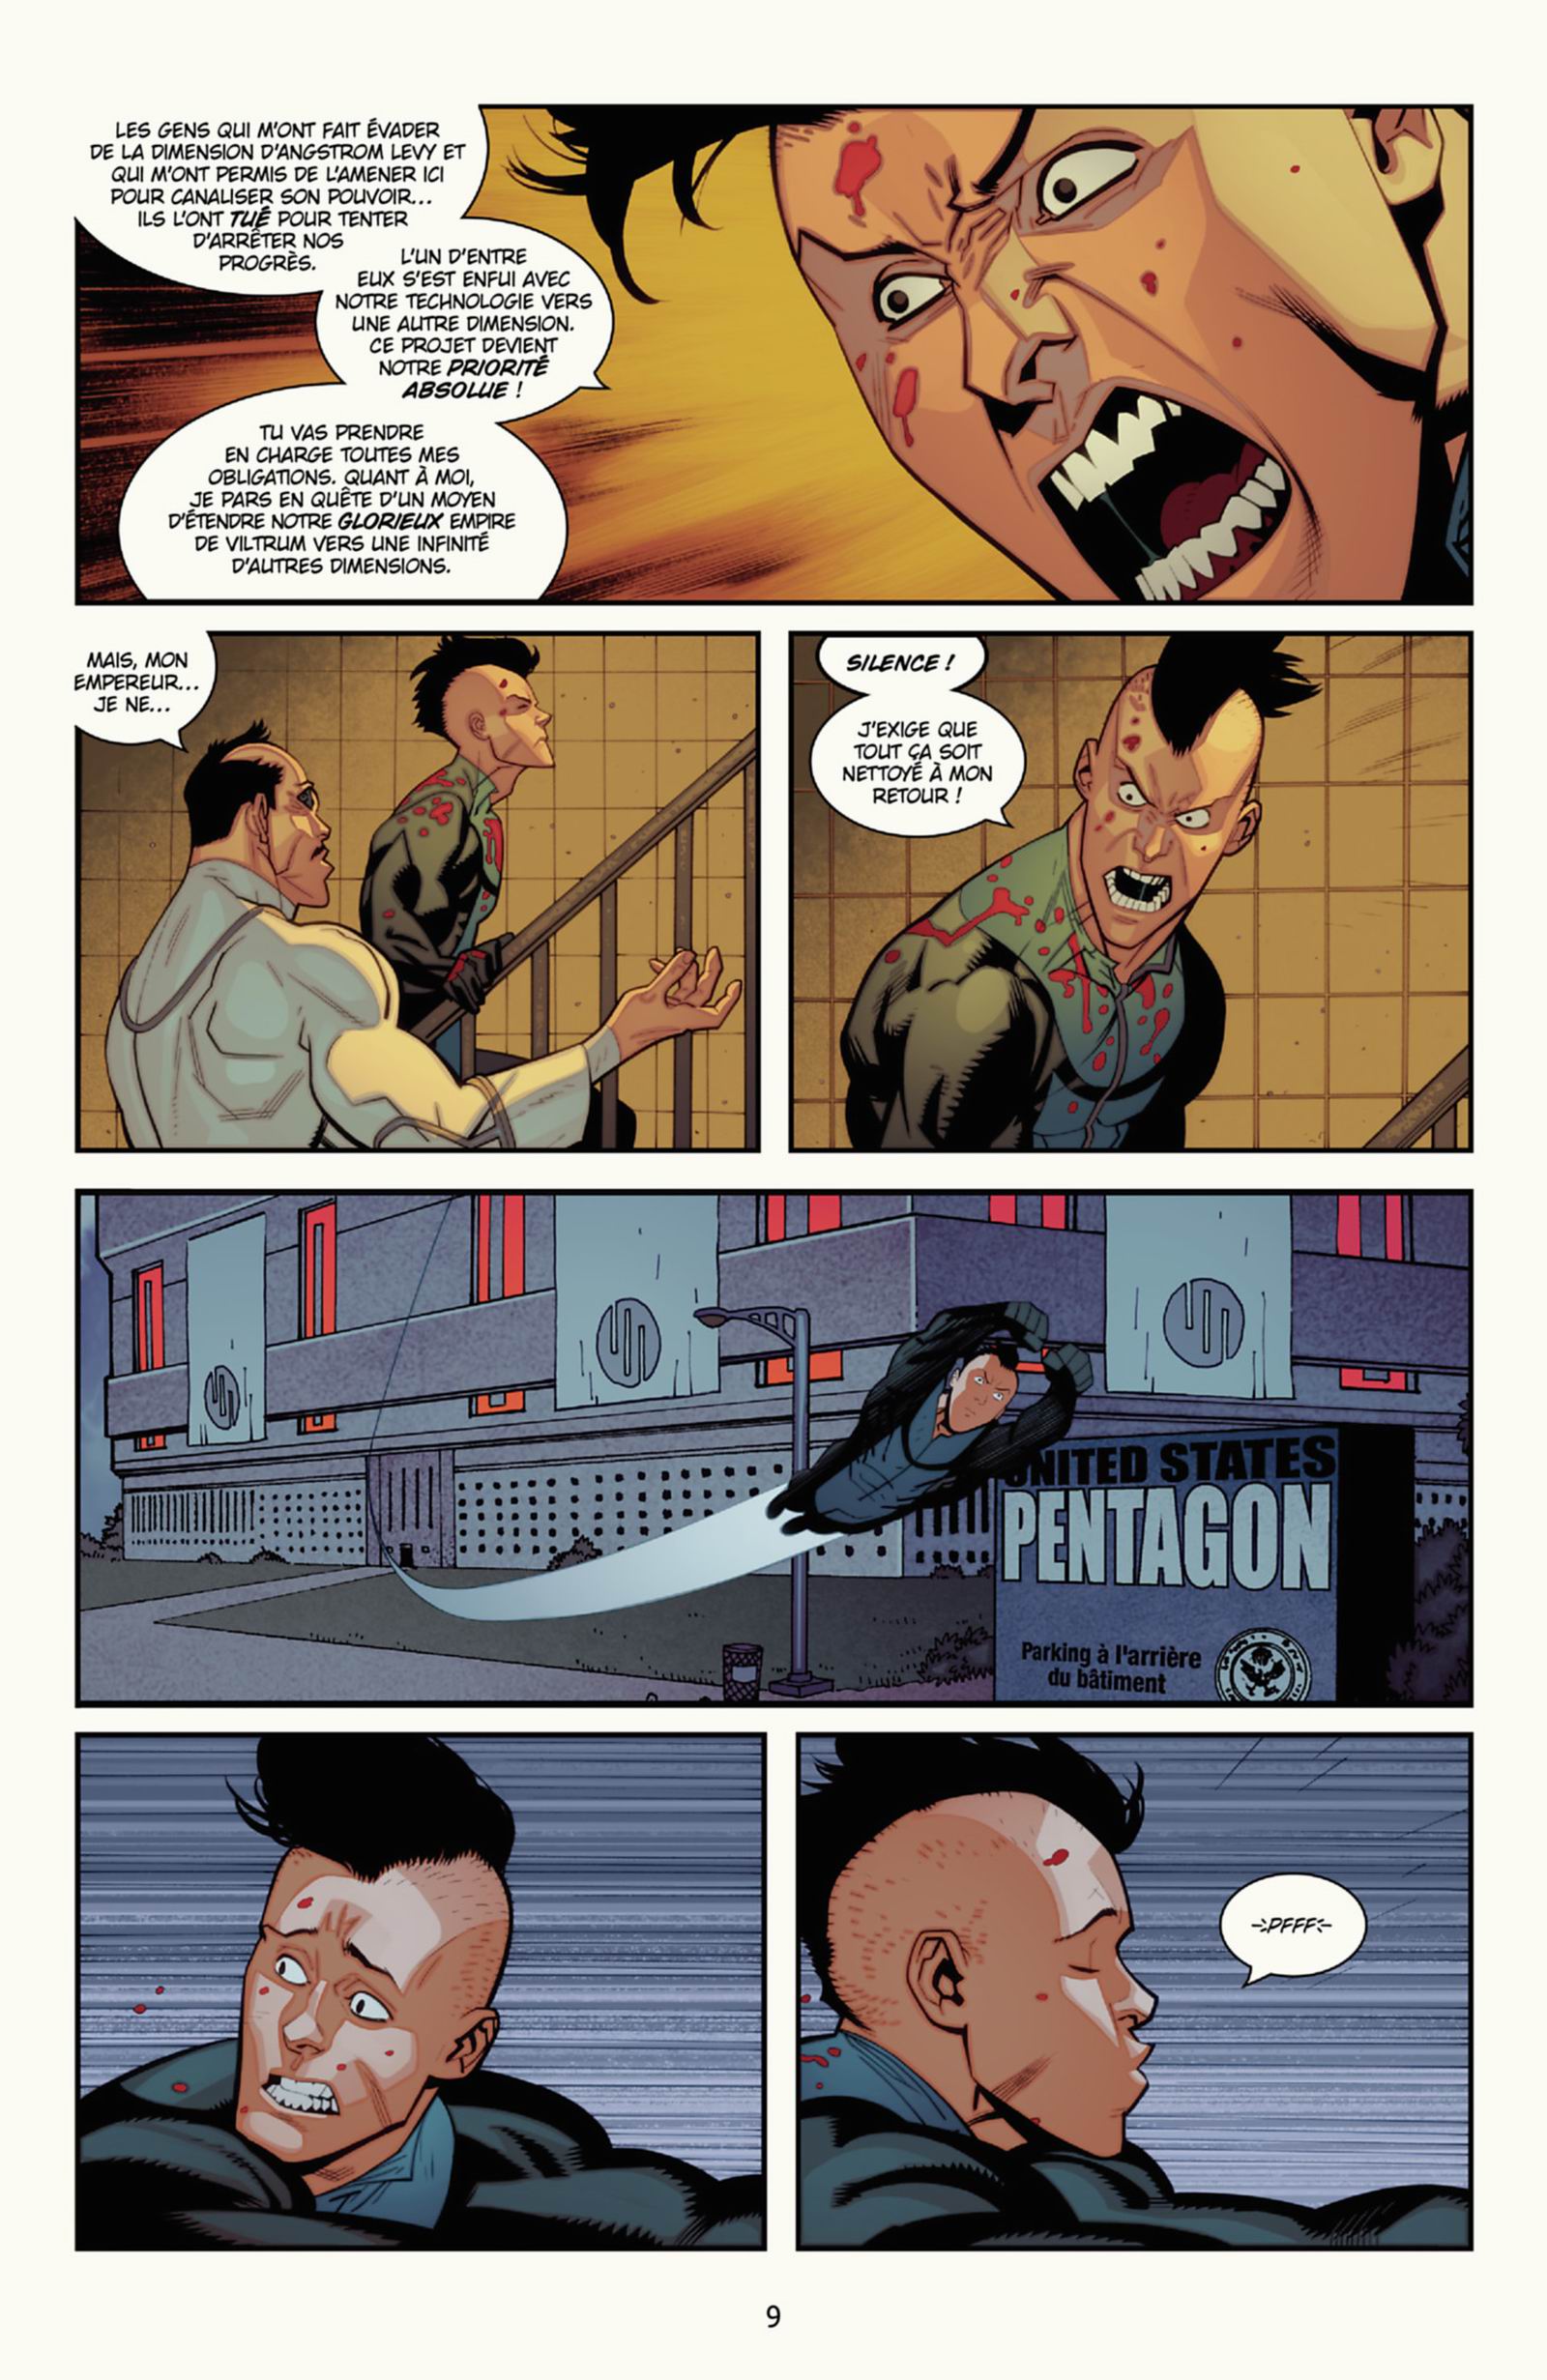 LES GENS QUI M'ONT FAIT ÉVADER
DE LA DIMENSION D'ANGSTROM LEVY ET
QUI M'ONT PERMIS DE L'AMENER ICI
POUR CANALISER SON POUVOIR...
ILS L'ONT TUÉ POUR TENTER
D'ARRÊTER NOS
PROGRÈS.
L'UN D'ENTRE
EUX S'EST ENFUI AVEC
NOTRE TECHNOLOGIE VERS
UNE AUTRE DIMENSION.
CE PROJET DEVIENT
NOTRE PRIORITÉ
ABSOLUE !
TU VAS PRENDRE
EN CHARGE TOUTES MES
OBLIGATIONS. QUANT À MOI,
JE PARS EN QUÊTE D'UN MOYEN
D'ÉTENDRE NOTRE GLORIEUX EMPIRE
DE VILTRUM VERS UNE INFINITÉ
D'AUTRES DIMENSIONS.
MAIS, MON
EMPEREUR...
JE NE...
SILENCE !
J'EXIGE QUE
TOUT ÇA SOIT
NETTOYÉ À MON
RETOUR !
UNITED STATES
PENTAGON
Parking à l'arrière
du bâtiment
PFFF
9